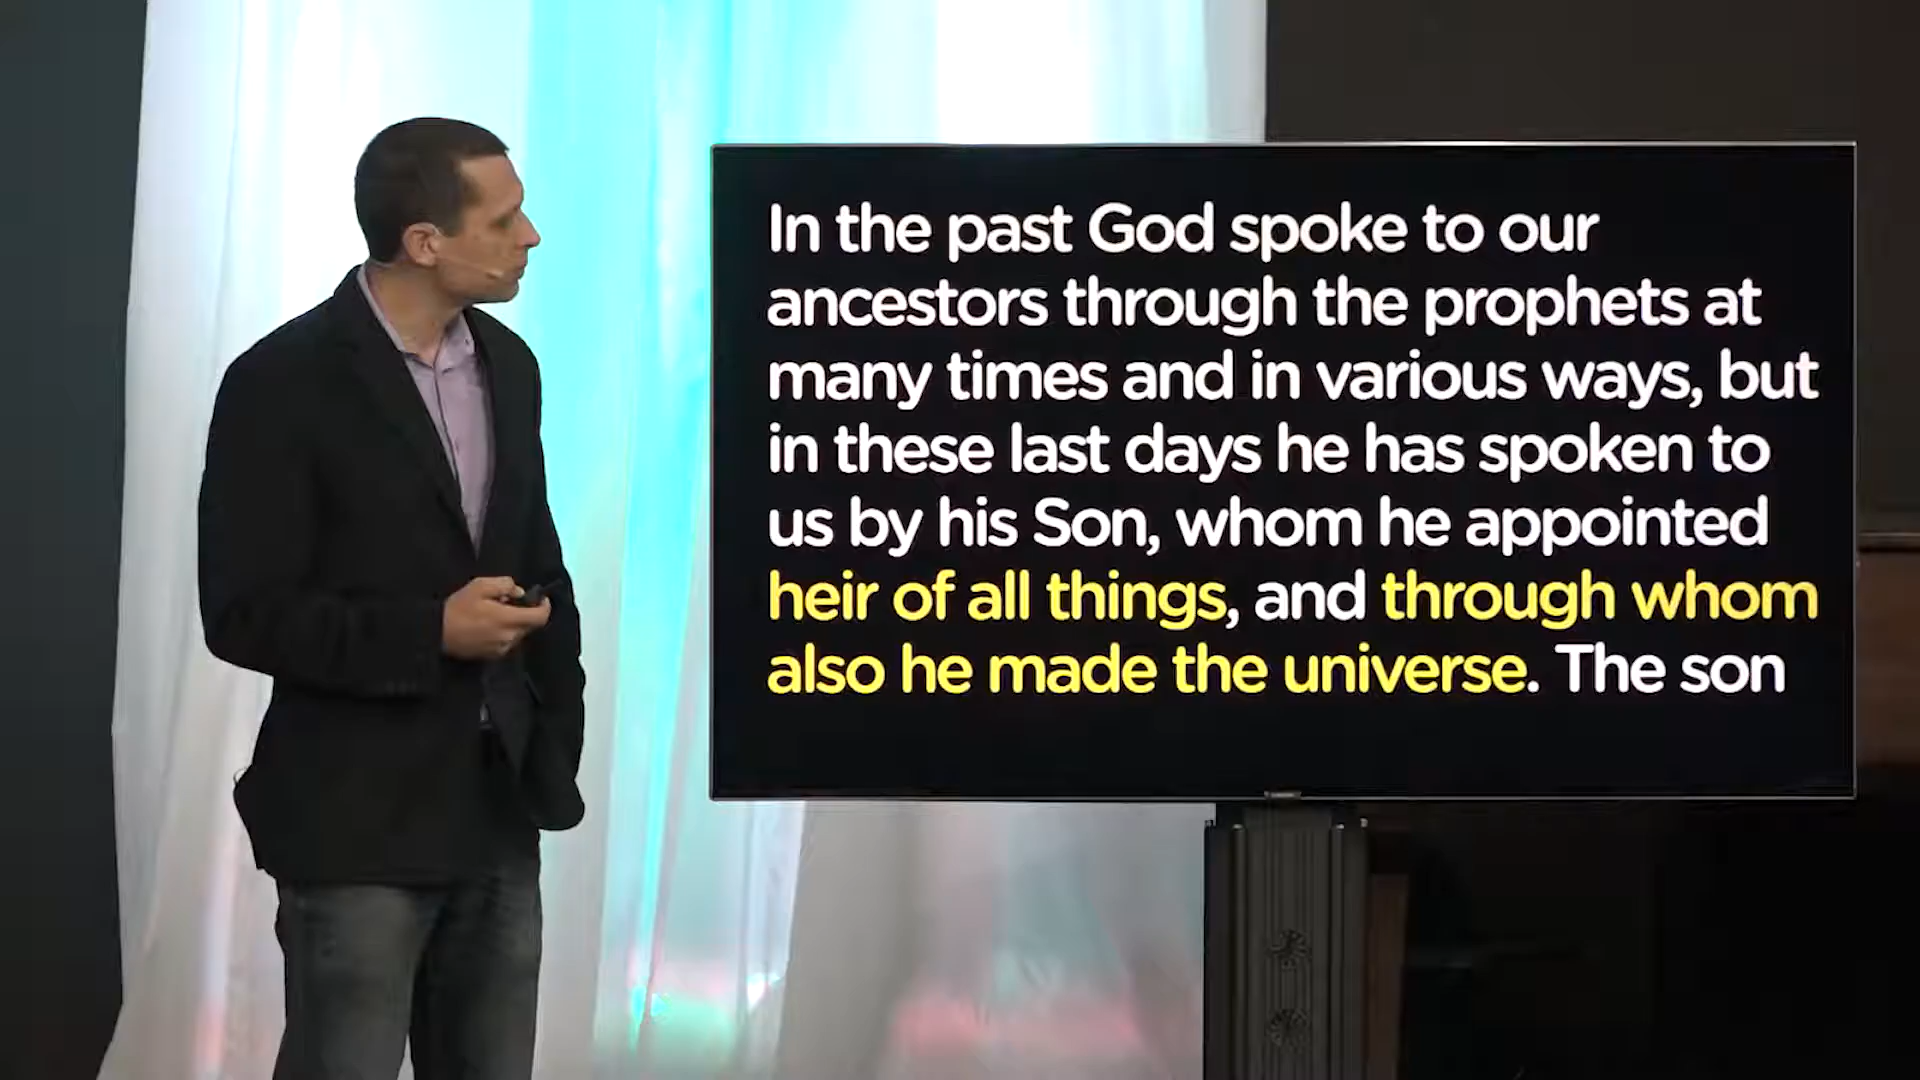 In the past God spoke to our
ancestors through the prophets at
many times and in various ways, but
in these last days he has spoken to
us by his Son, whom he appointed
heir of all things, and through whom
also he made the universe. The son